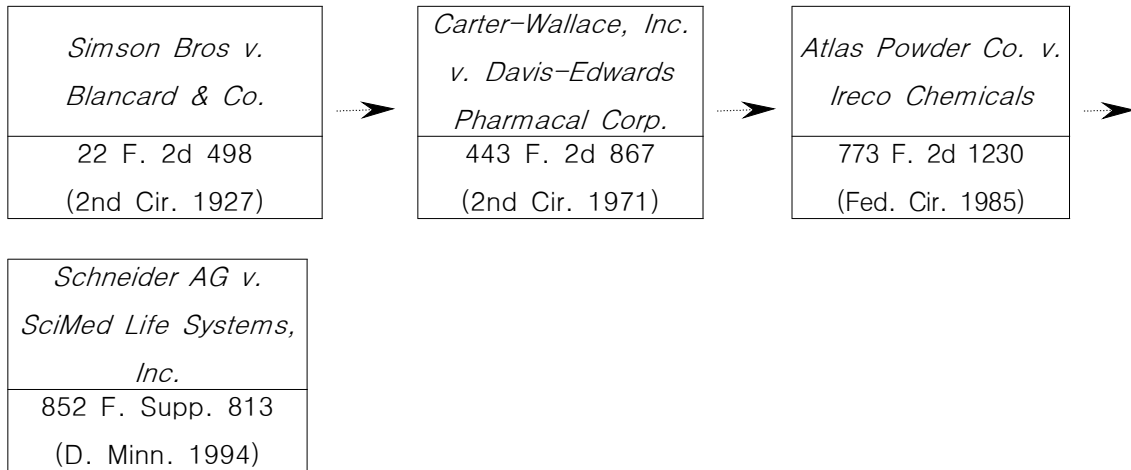 Simson Bros v.
Blancard & Co.
22 F. 2d 498
(2nd Cir. 1927)
Carter-Wallace, Inc.
v. Davis-Edwards
Pharmacal Corp.
443 F. 2d 867
(2nd Cir. 1971)
Atlas Powder Co. v.
Ireco Chemicals
773 F. 2d 1230
(Fed. Cir. 1985)
Schneider AG v.
SciMed Life Systems,
Inc.
852 F. Supp. 813
(D. Minn. 1994)